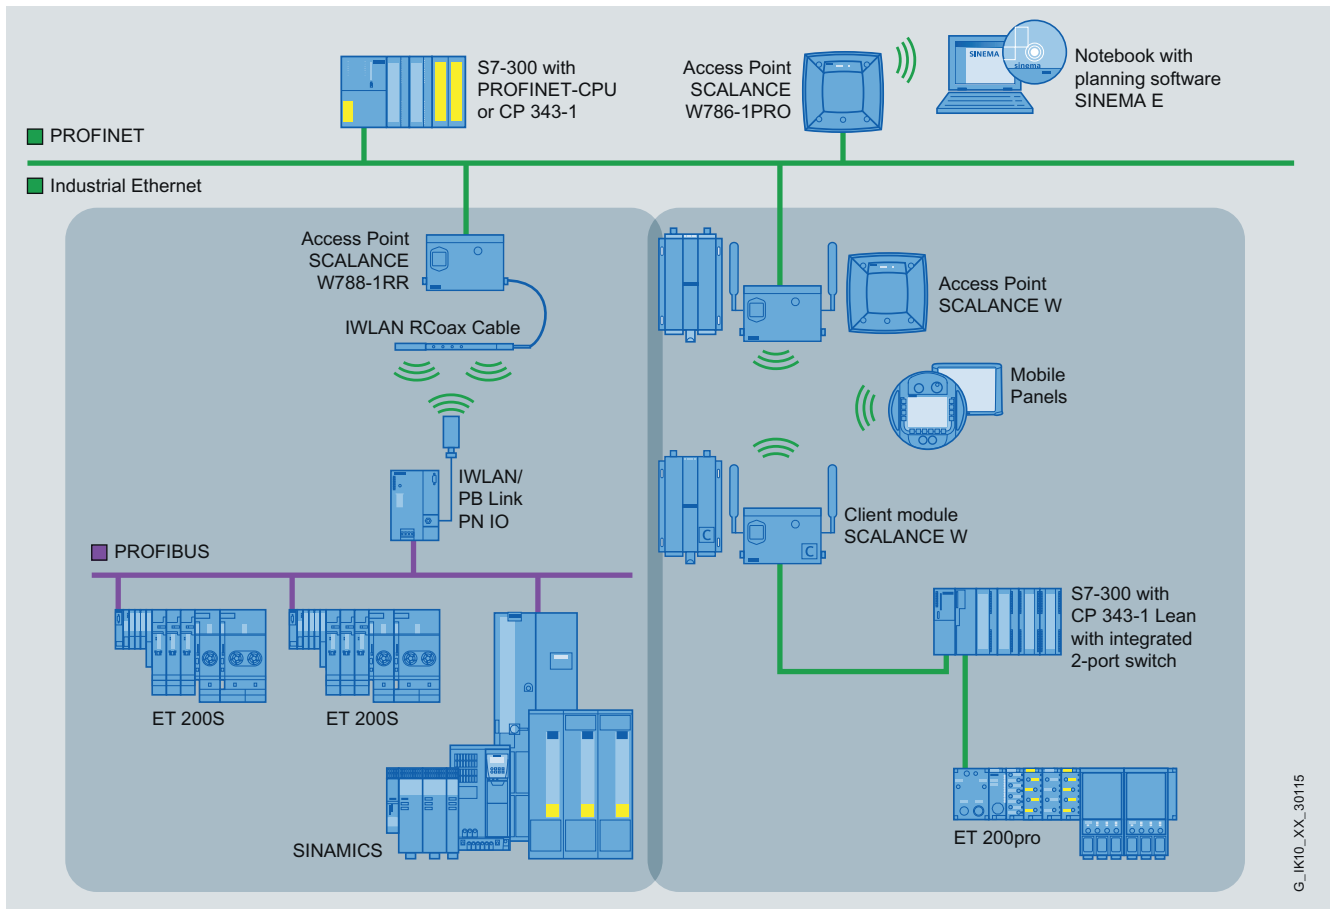 S7-300 with
PROFINET-CPU
or CP 343-1
Access Point
SCALANCE
W786-1PRO
SINEMA
sinema
Notebook with
planning software
SINEMA E
PROFINET
Industrial Ethernet
Access Point
SCALANCE
W788-1RR
IWLAN RCoax Cable
Access Point
SCALANCE W
Mobile
Panels
IWLAN/
PB Link
PN IO
C
C
Client module
SCALANCE W
PROFIBUS
S7-300 with
CP 343-1 Lean
with integrated
2-port switch
ET 200S
ET 200S
SINAMICS
ET 200pro
G_IK10_XX_30115